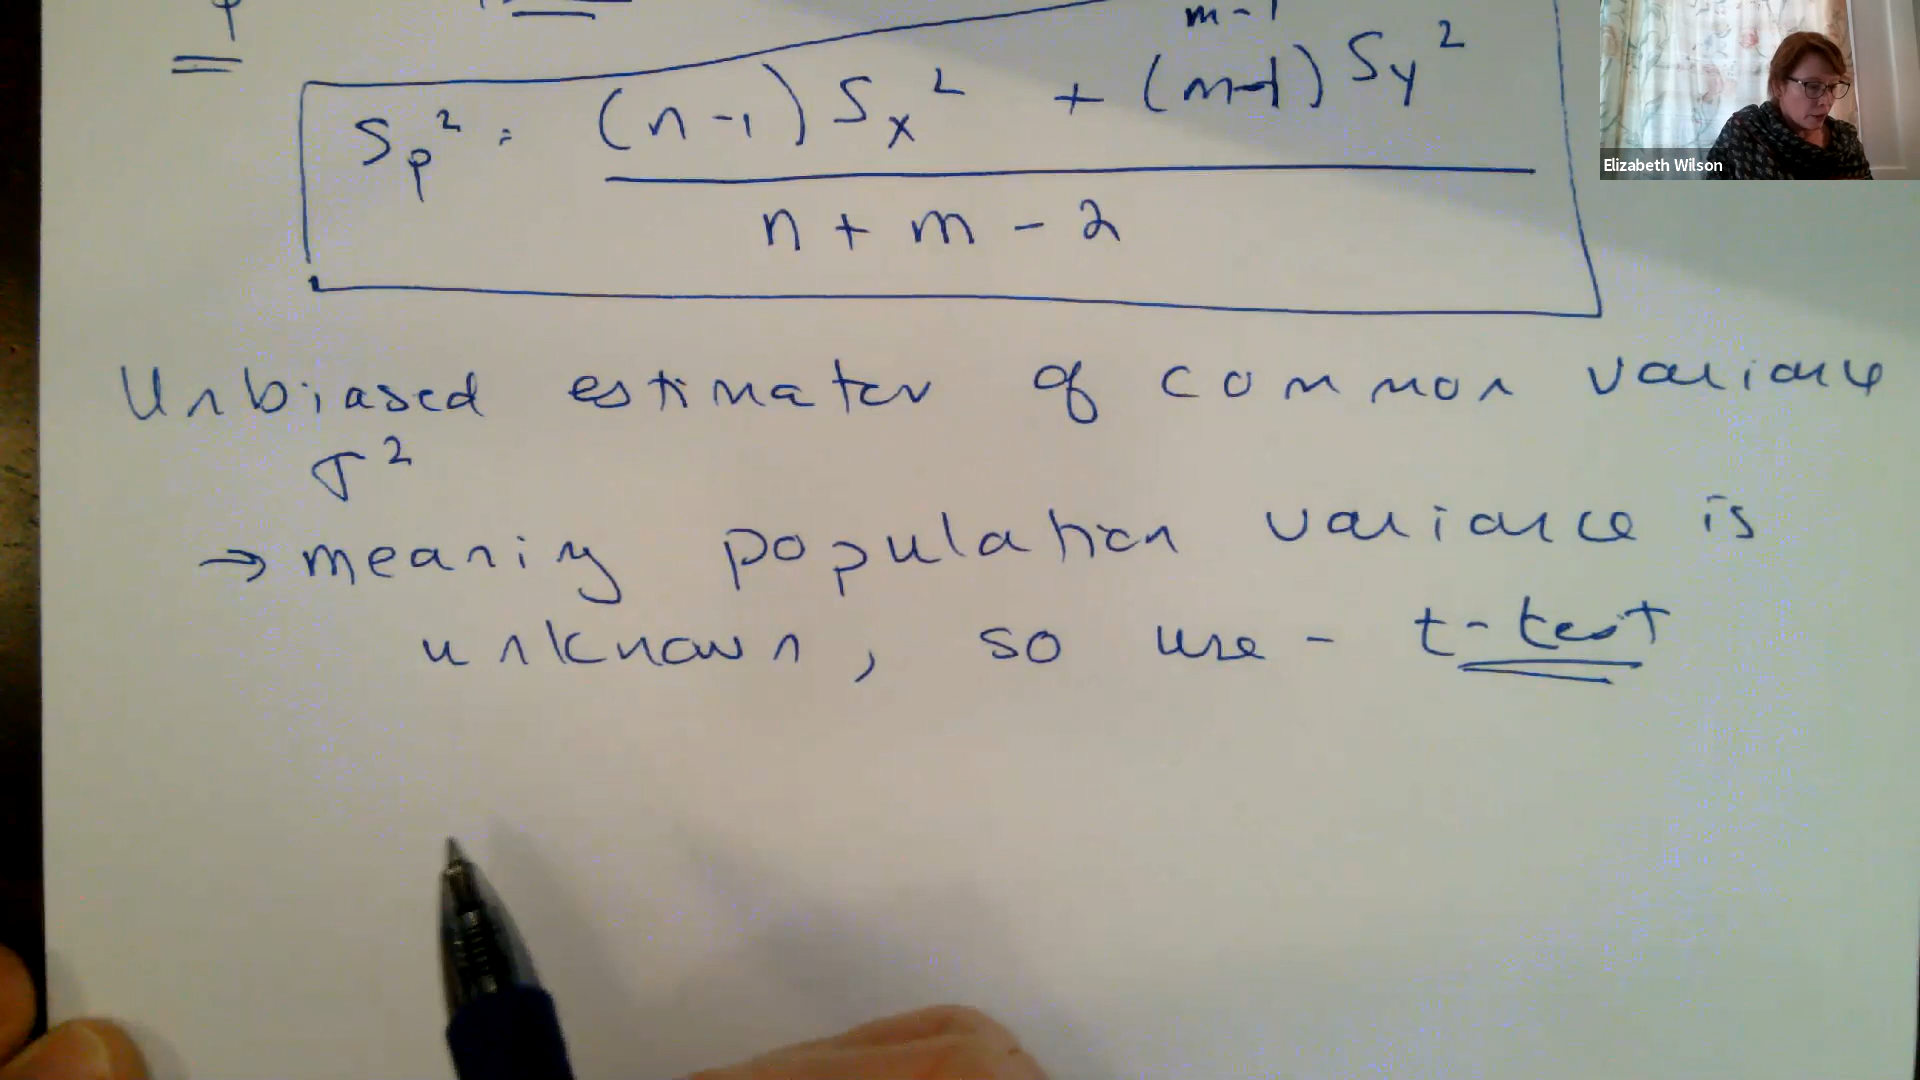 m-1
Sp² = (n-1) Sx² + (m-1) Sy²
n + m - 2
Elizabeth Wilson
Unbiased estimator of common variance
σ²
→ meaning population variance is
unknown, so use - t-test